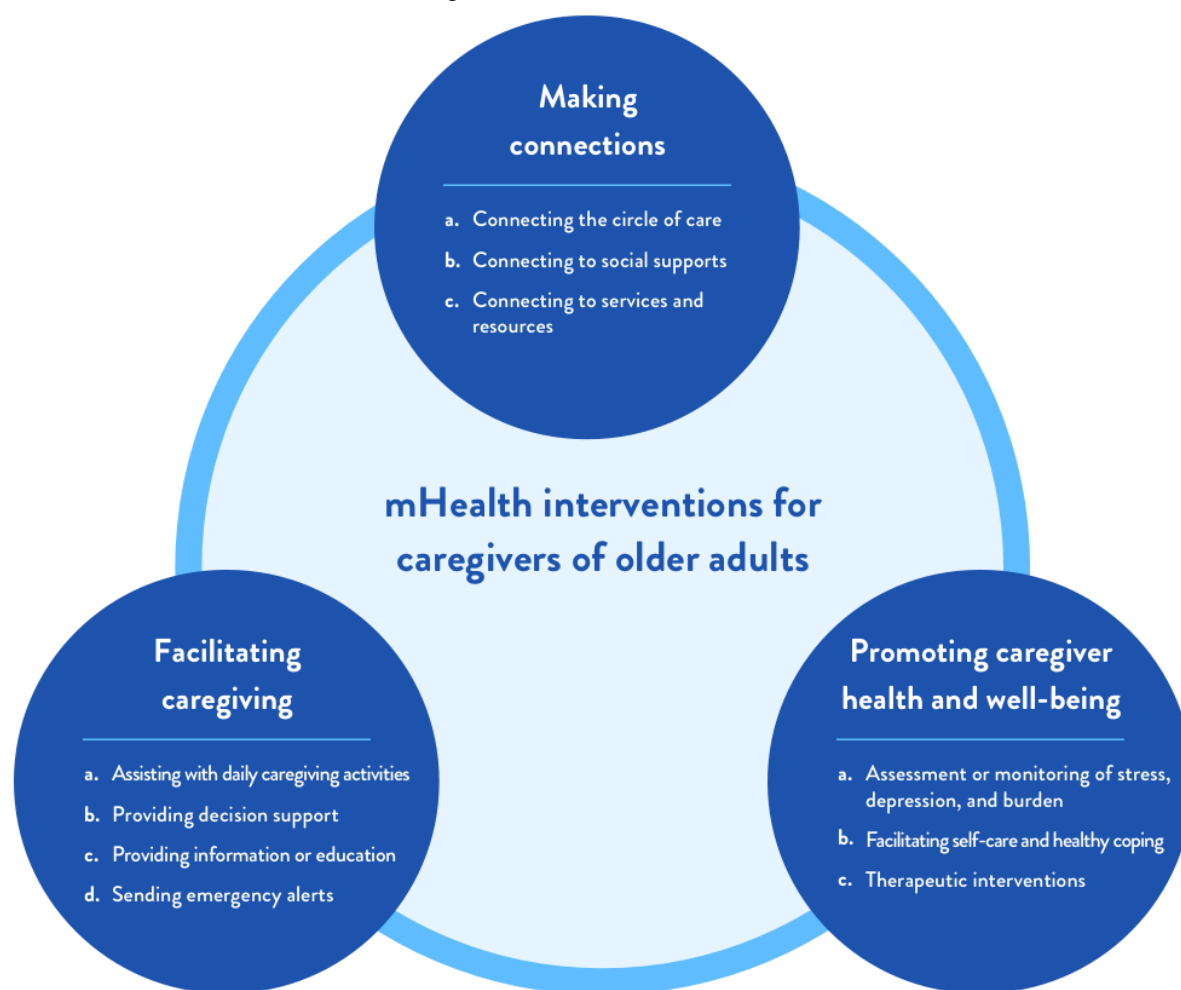 Making
connections
a. Connecting the circle of care
b. Connecting to social supports
c. Connecting to services and
resources
mHealth interventions for
caregivers of older adults
Facilitating
caregiving
a. Assisting with daily caregiving activities
b. Providing decision support
c. Providing information or education
d. Sending emergency alerts
Promoting caregiver
health and well-being
a. Assessment or monitoring of stress,
depression, and burden
b. Facilitating self-care and healthy coping
c. Therapeutic interventions